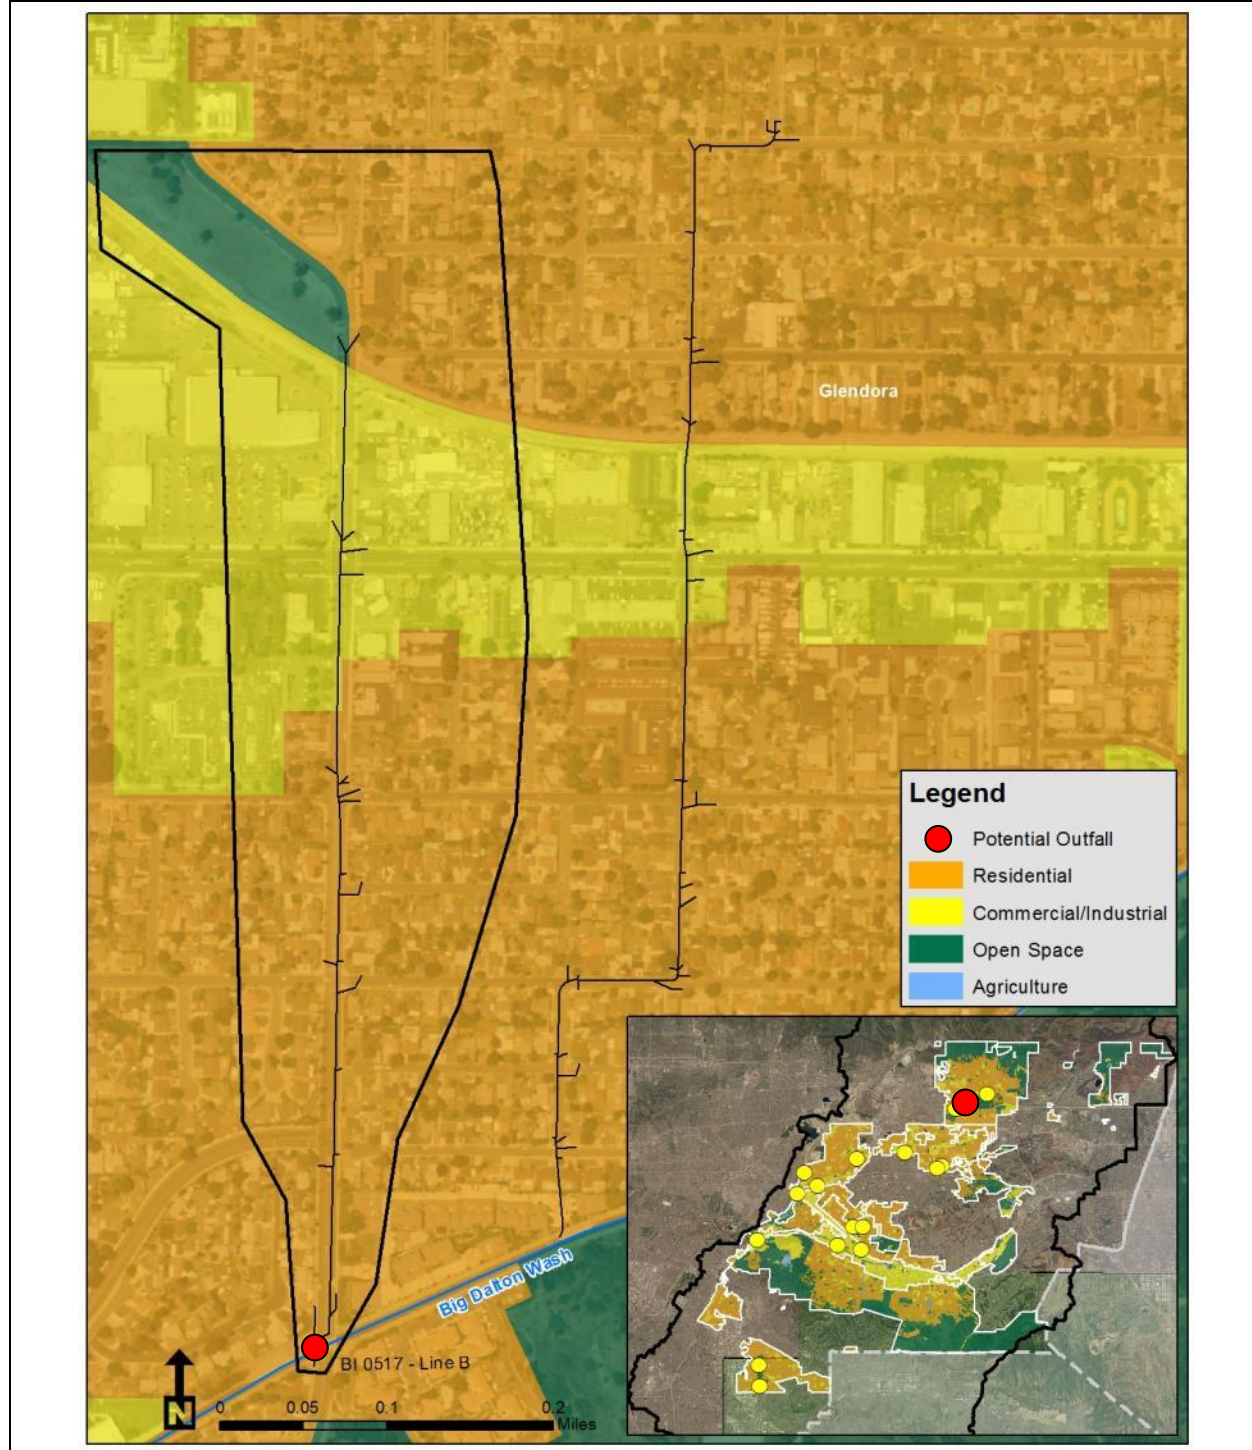 Glendora
Legend
Potential Outfall
Residential
Commercial/Industrial
Open Space
Agriculture
Big Dalton Wash
BI 0517 - Line B
N
0 0.05 0.1 0.2
Miles